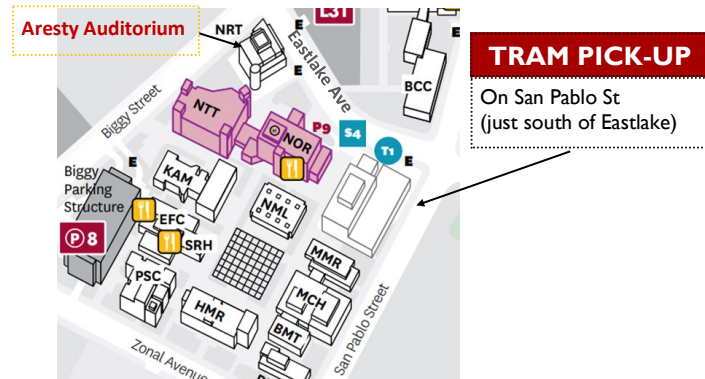 Aresty Auditorium
NRT
E
L31
E
Eastlake Ave
E
E
BCC
TRAM PICK-UP
On San Pablo St
(just south of Eastlake)
Biggy Street
NTT
H
NOR
P9
S4
T1
E
E
Biggy
Parking
Structure
KAM
NML
EFC
P 8
SRH
MMR
PSC
MCH
HMR
BMT
San Pablo Street
Zonal Avenue